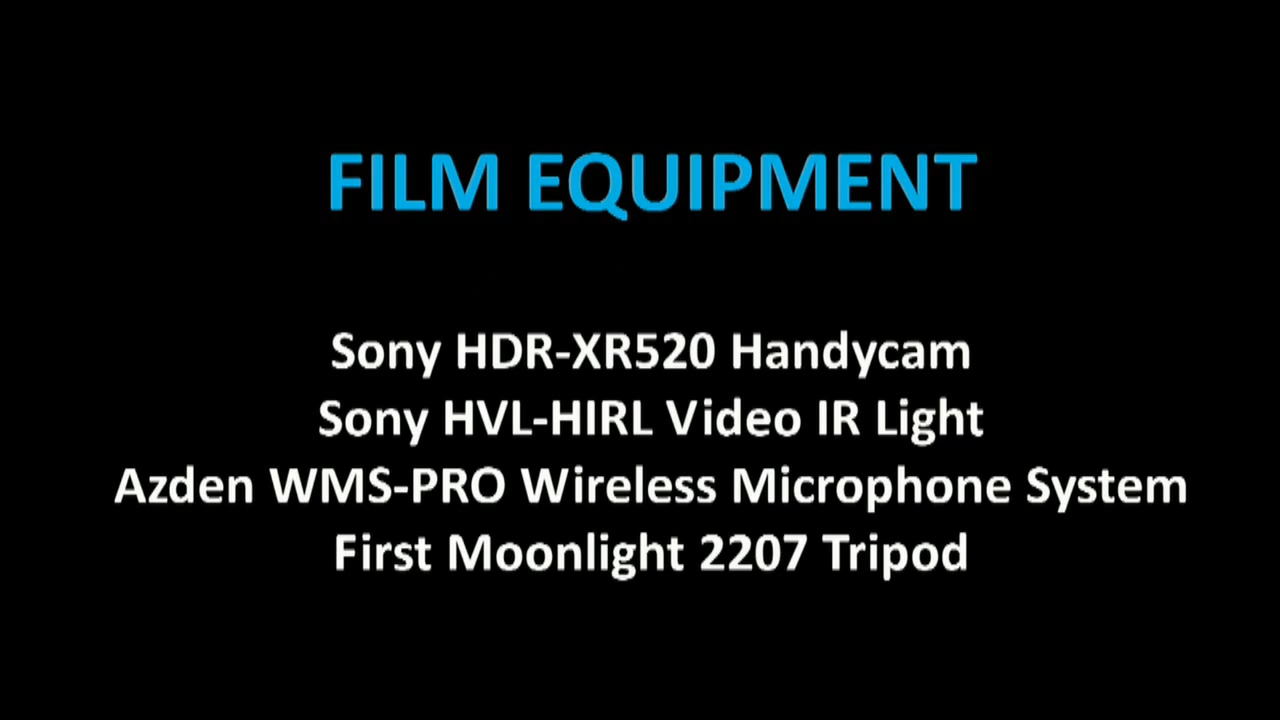 FILM EQUIPMENT
Sony HDR-XR520 Handycam
Sony HVL-HIRL Video IR Light
Azden WMS-PRO Wireless Microphone System
First Moonlight 2207 Tripod